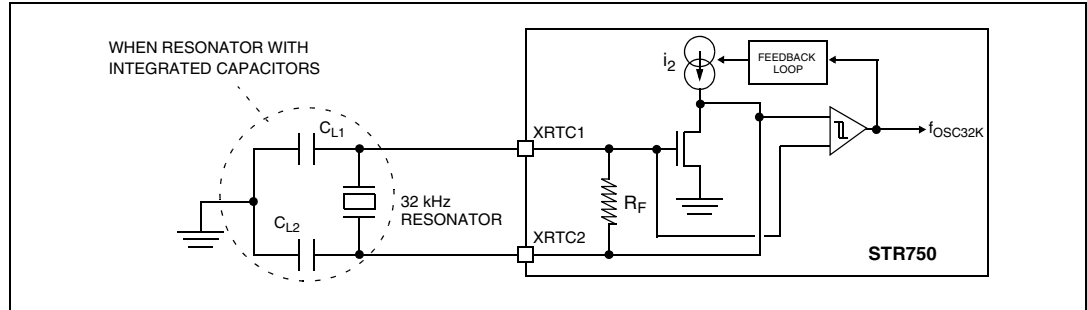 WHEN RESONATOR WITH
INTEGRATED CAPACITORS
i2
FEEDBACK
LOOP
CL1
XRTC1
fOSC32K
32 kHz
RESONATOR
RF
CL2
XRTC2
STR750